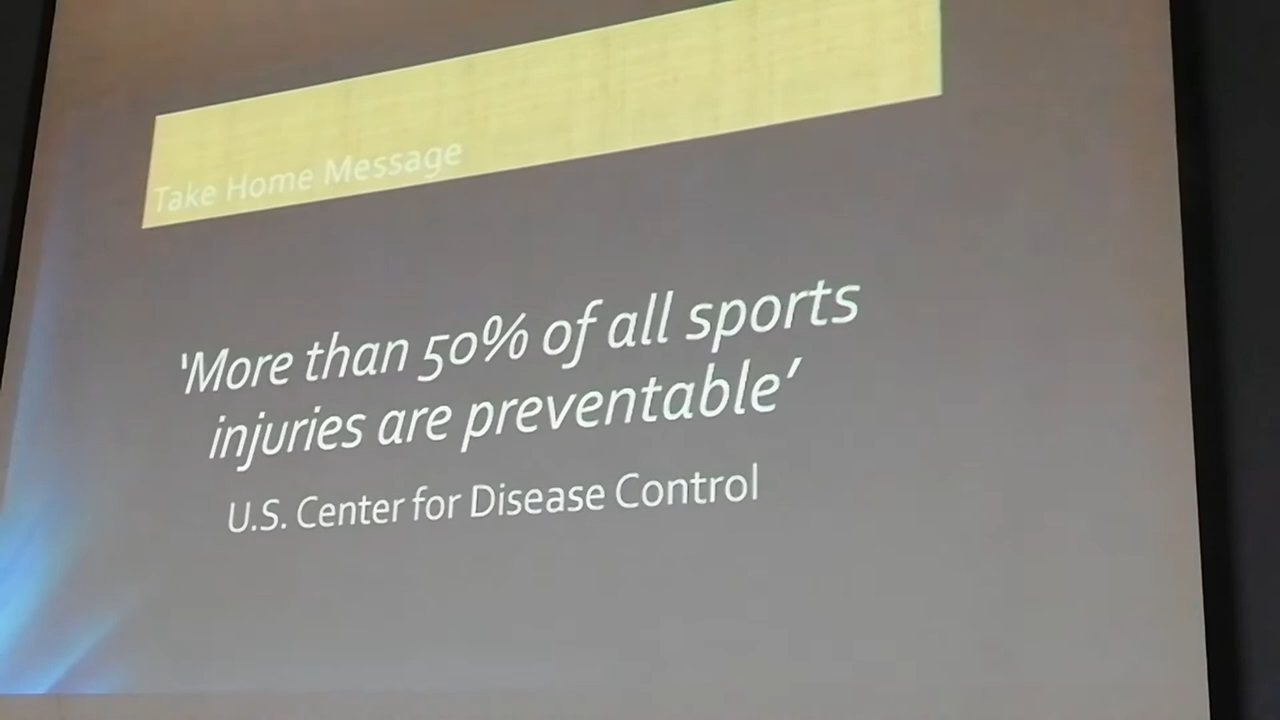 Take Home Message
'More than 50% of all sports
injuries are preventable’
U.S. Center for Disease Control